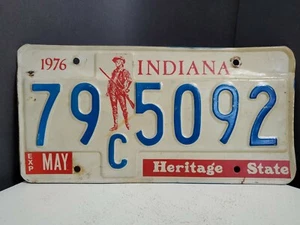 1976 INDIANA
79 C 5092
EXP MAY Heritage State